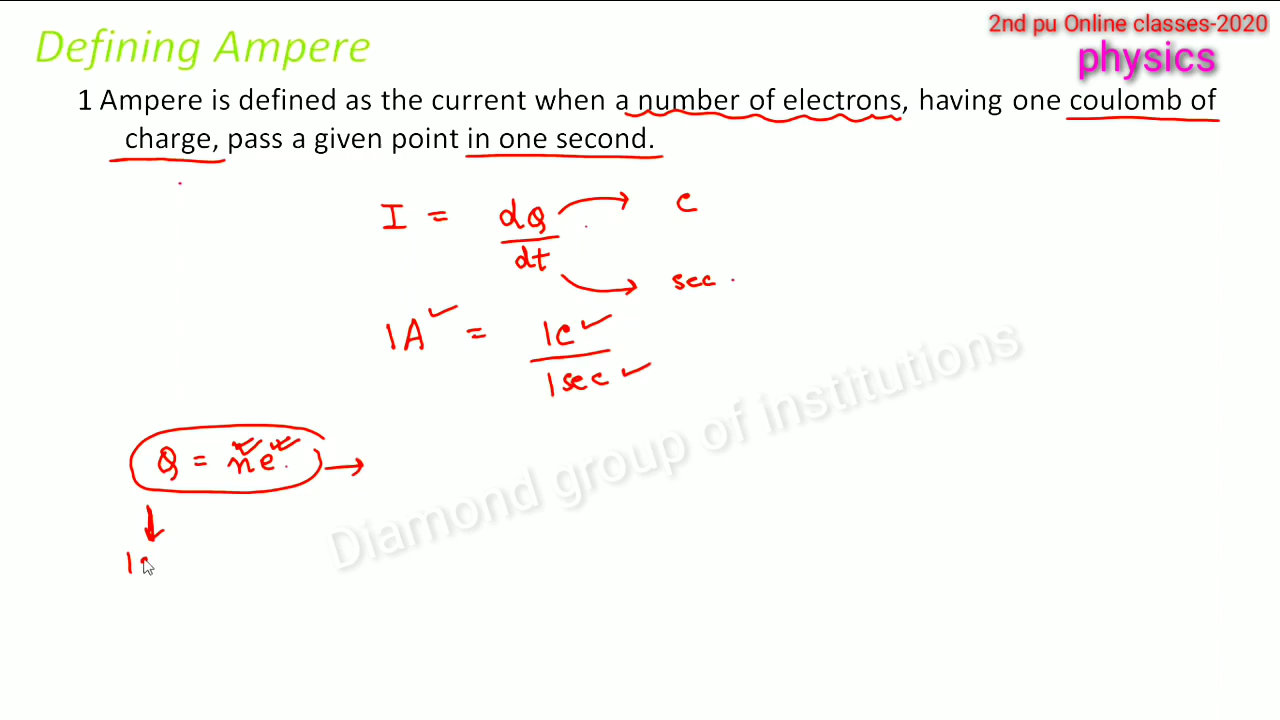 2nd pu Online classes-2020
physics
Defining Ampere
1 Ampere is defined as the current when a number of electrons, having one coulomb of
charge, pass a given point in one second.
I = dQ/dt → C
→ sec.
1A = 1C/1sec
Q = ne →
Diamond group of institutions